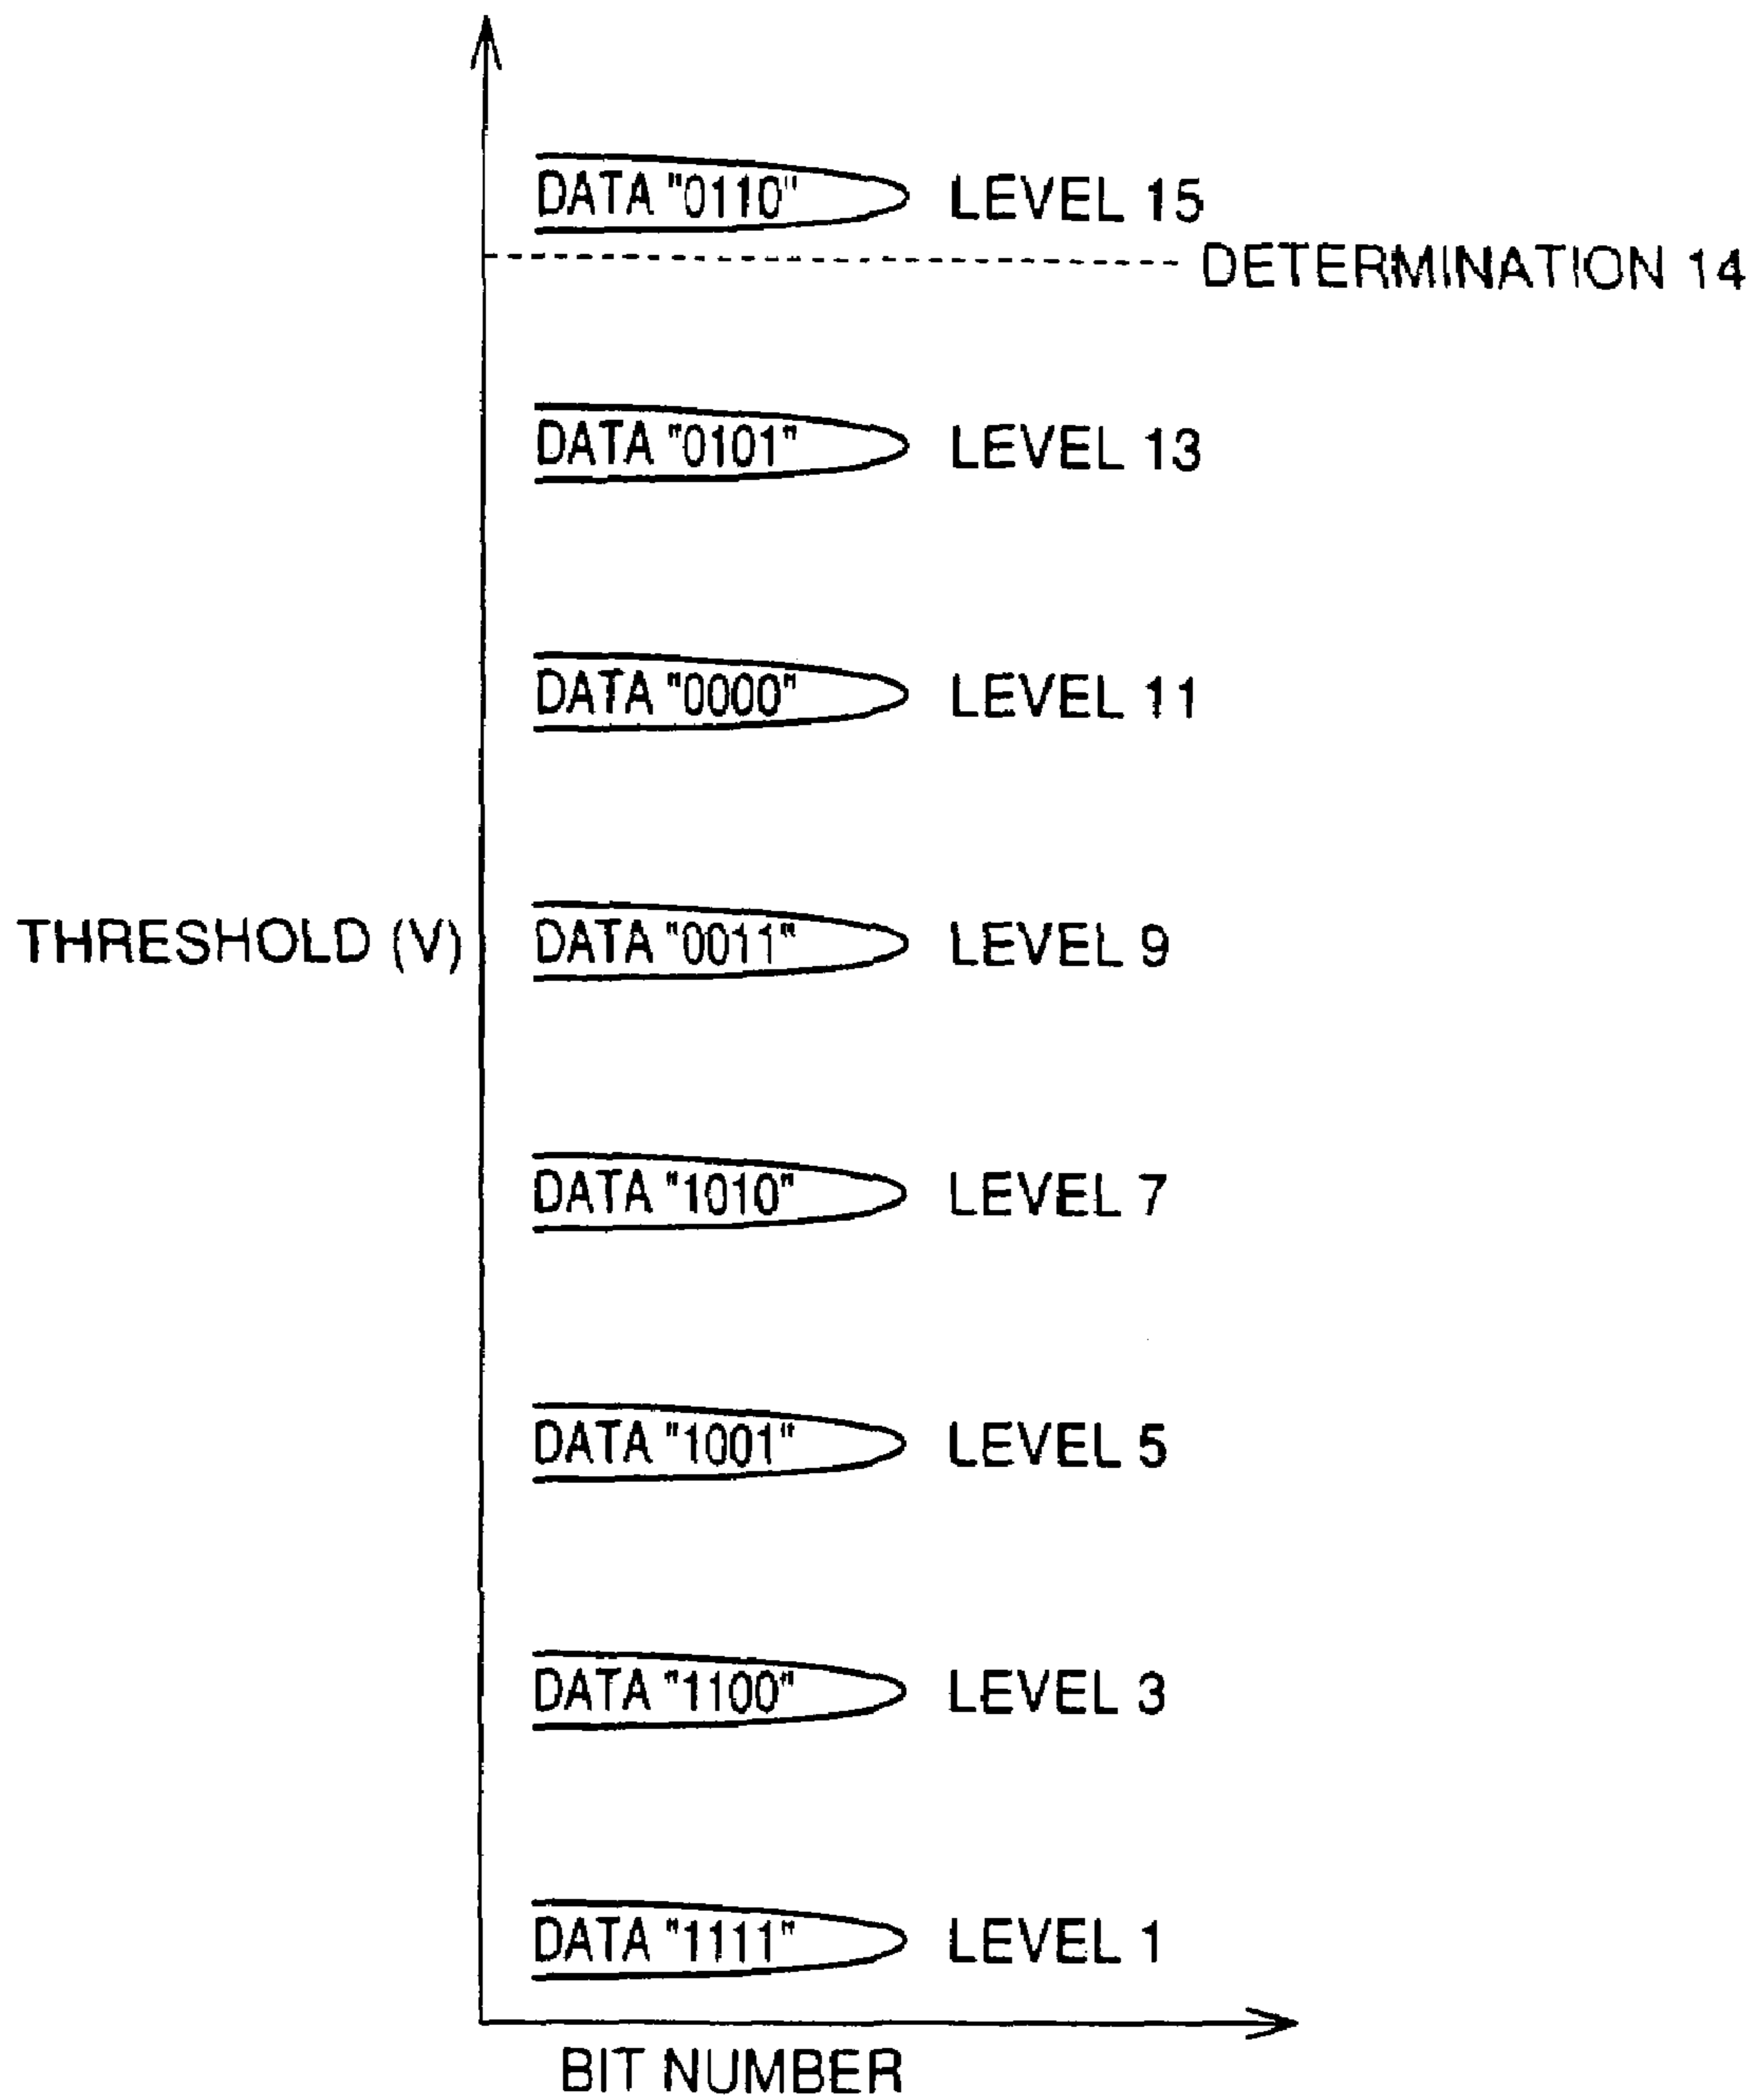 DATA "0110" LEVEL 15
DETERMINATION 14
DATA "0101" LEVEL 13
DATA "0000" LEVEL 11
THRESHOLD (V) DATA "0011" LEVEL 9
DATA "1010" LEVEL 7
DATA "1001" LEVEL 5
DATA "1100" LEVEL 3
DATA "1111" LEVEL 1
BIT NUMBER